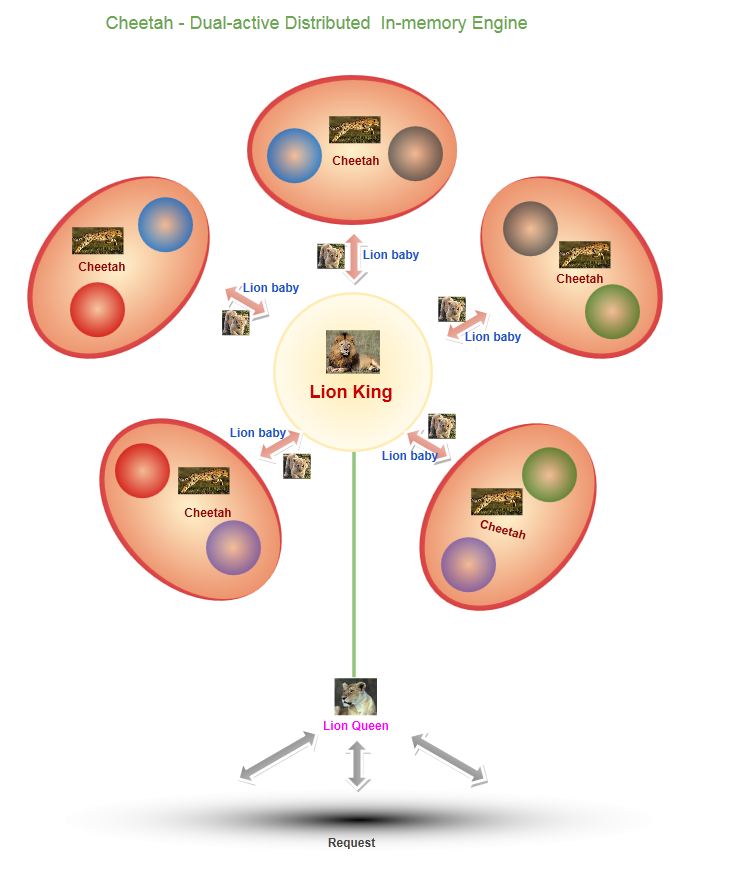 Cheetah - Dual-active Distributed  In-memory Engine
Cheetah
Cheetah
Cheetah
Lion baby
Lion baby
Lion baby
Lion King
Lion baby
Lion baby
Cheetah
Cheetah
Lion Queen
Request